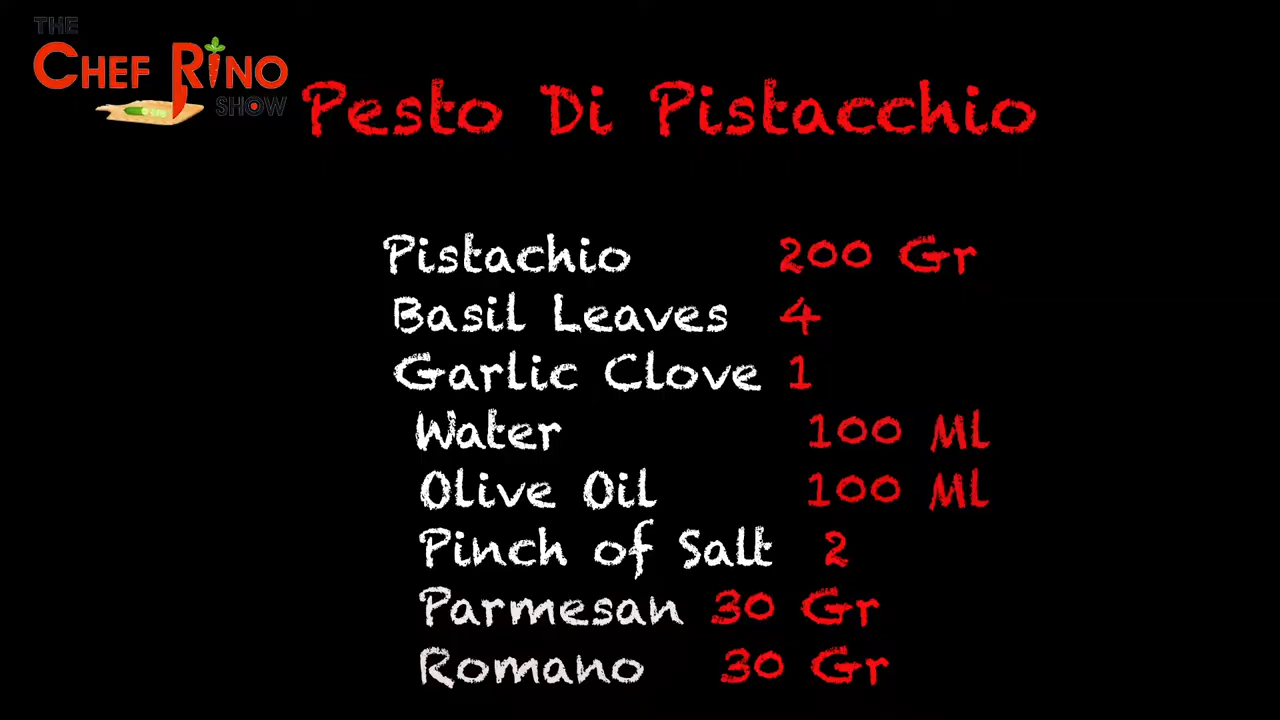 THE
CHEF RINO
SHOW
Pesto Di Pistacchio
Pistachio 200 Gr
Basil Leaves 4
Garlic Clove 1
Water 100 Ml
Olive Oil 100 Ml
Pinch of Salt 2
Parmesan 30 Gr
Romano 30 Gr